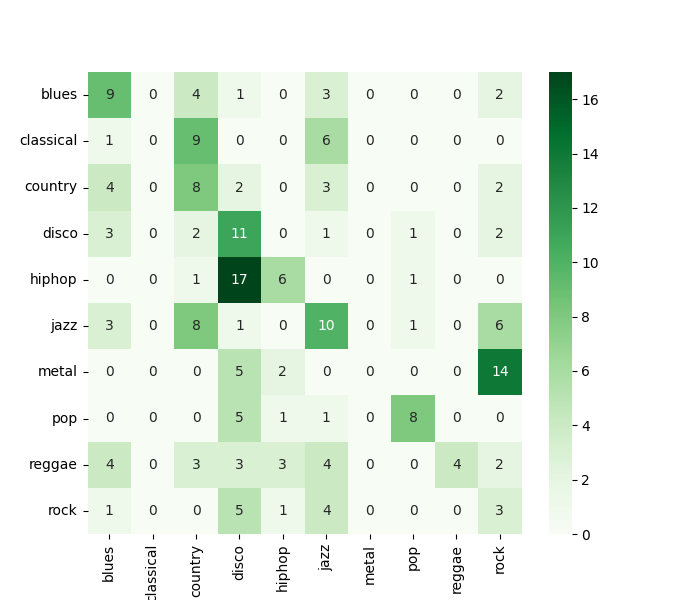 blues 9 0 4 1 0 3 0 0 0 2
classical 1 0 9 0 0 6 0 0 0 0
country 4 0 8 2 0 3 0 0 0 2
disco 3 0 2 11 0 1 0 1 0 2
hiphop 0 0 1 17 6 0 0 1 0 0
jazz 3 0 8 1 0 10 0 1 0 6
metal 0 0 0 5 2 0 0 0 0 14
pop 0 0 0 5 1 1 0 8 0 0
reggae 4 0 3 3 3 4 0 0 4 2
rock 1 0 0 5 1 4 0 0 0 3
blues classical country disco hiphop jazz metal pop reggae rock
16
14
12
10
8
6
4
2
0